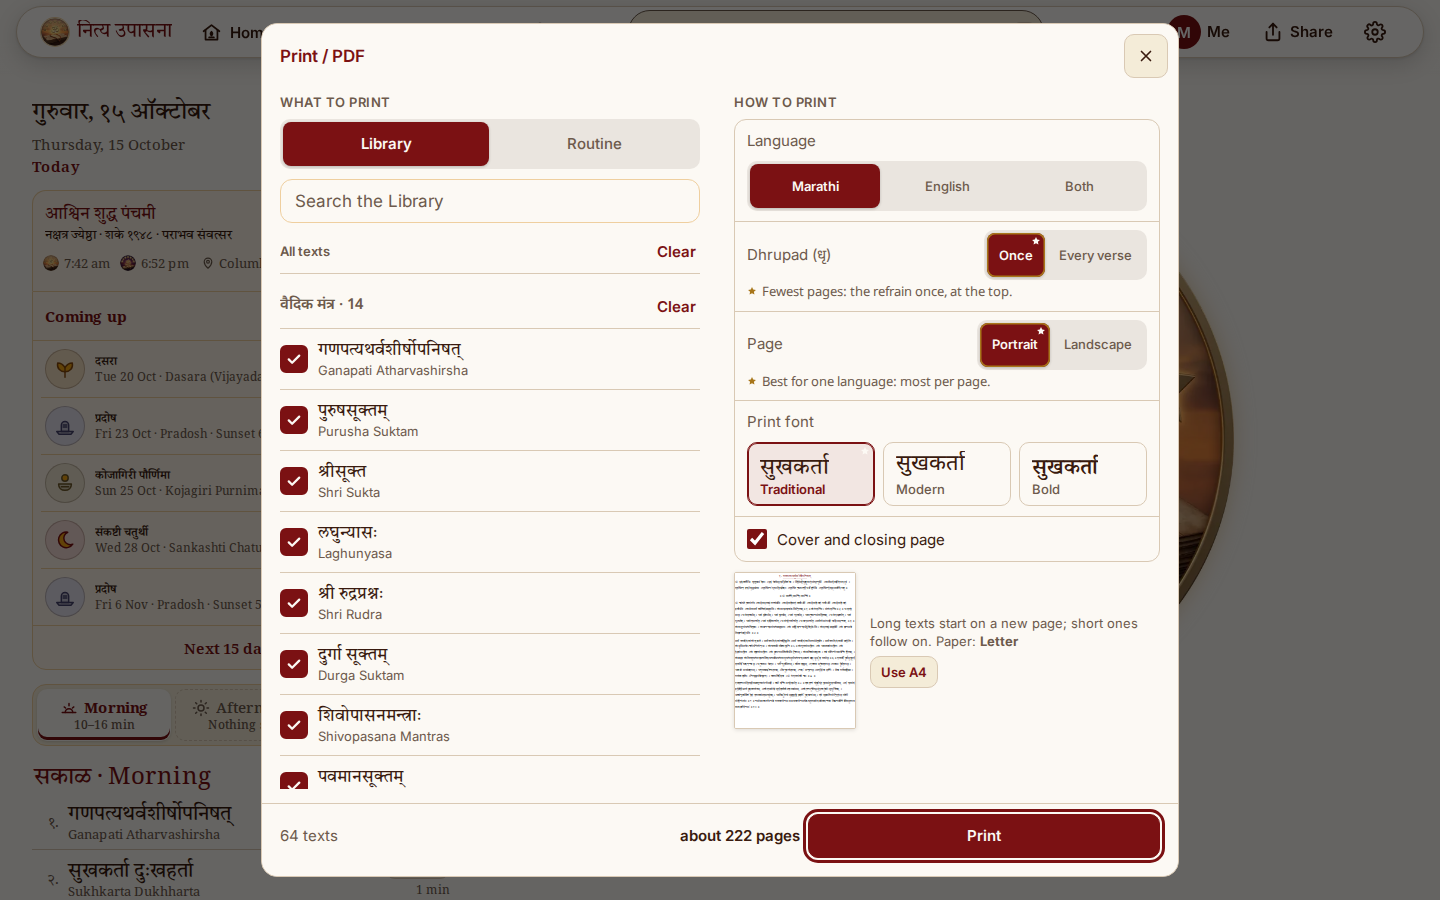 नित्य उपासना
Hom
M
Me
Share
गुरुवार, १५ ऑक्टोबर
Thursday, 15 October
Today
आश्विन शुद्ध पंचमी
नक्षत्र ज्येष्ठा · शके १९४८ · पराभव संवत्सर
7:42 am
6:52 pm
Colum
Coming up
दसरा
Tue 20 Oct · Dasara (Vijayada
प्रदोष
Fri 23 Oct · Pradosh · Sunset 6
कोजागिरी पौर्णिमा
Sun 25 Oct · Kojagiri Purnim
संकष्टी चतुर्थी
Wed 28 Oct · Sankashti Chatu
प्रदोष
Fri 6 Nov · Pradosh · Sunset 5
Next 15 da
Morning
10–16 min
Aftern
Nothing
सकाळ · Morning
१. गणपत्यथर्वशीर्षोपनिषत्
Ganapati Atharvashirsha
२. सुखकर्ता दुःखहर्ता
Sukhkarta Dukhharta
1 min
Print / PDF
WHAT TO PRINT
Library
Routine
Search the Library
All texts
Clear
वैदिक मंत्र · 14
Clear
गणपत्यथर्वशीर्षोपनिषत्
Ganapati Atharvashirsha
पुरुषसूक्तम्
Purusha Suktam
श्रीसूक्त
Shri Sukta
लघुन्यासः
Laghunyasa
श्री रुद्रप्रश्नः
Shri Rudra
दुर्गा सूक्तम्
Durga Suktam
शिवोपासनमन्त्राः
Shivopasana Mantras
पवमानसूक्तम्
HOW TO PRINT
Language
Marathi
English
Both
Dhrupad (धृ)
Once
Every verse
Fewest pages: the refrain once, at the top.
Page
Portrait
Landscape
Best for one language: most per page.
Print font
सुखकर्ता
Traditional
सुखकर्ता
Modern
सुखकर्ता
Bold
Cover and closing page
Long texts start on a new page; short ones
follow on. Paper: Letter
Use A4
64 texts
about 222 pages
Print